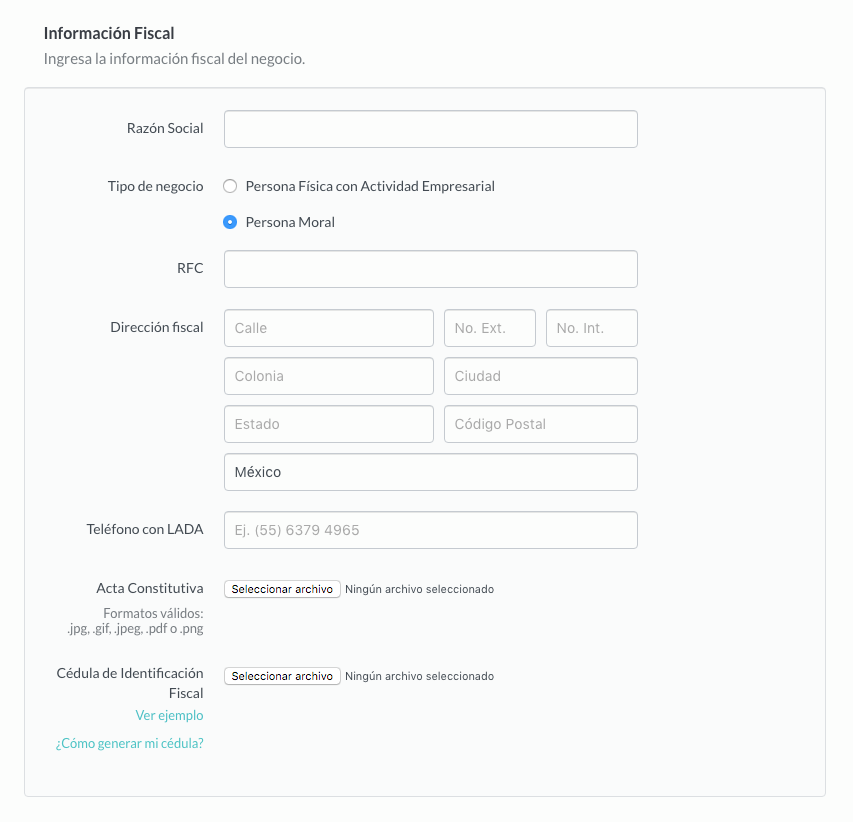 Información Fiscal
Ingresa la información fiscal del negocio.
Razón Social
Tipo de negocio
Persona Física con Actividad Empresarial
Persona Moral
RFC
Dirección fiscal
Calle
No. Ext.
No. Int.
Colonia
Ciudad
Estado
Código Postal
México
Teléfono con LADA
Ej. (55) 6379 4965
Acta Constitutiva
Seleccionar archivo
Ningún archivo seleccionado
Formatos válidos:
.jpg, .gif, .jpeg, .pdf o .png
Cédula de Identificación
Fiscal
Seleccionar archivo
Ningún archivo seleccionado
Ver ejemplo
¿Cómo generar mi cédula?